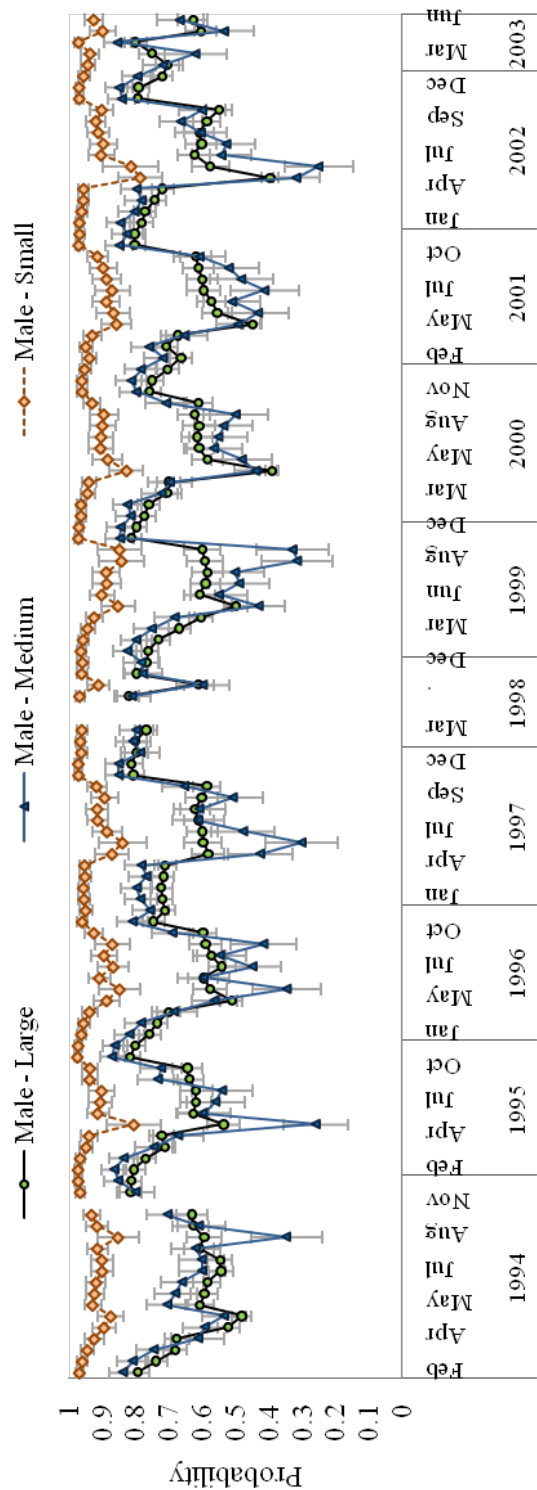 Male - Large Male - Medium Male - Small
Probability
1
0.9
0.8
0.7
0.6
0.5
0.4
0.3
0.2
0.1
0
Feb Apr May Jul Aug Nov Feb Apr Jul Oct Jan May Jul Oct Jan Apr Jul Sep Dec Mar . Dec Mar Jun Aug Dec Mar May Aug Nov Feb May Jul Oct Jan Apr Jul Sep Dec Mar Jun
1994 1995 1996 1997 1998 1999 2000 2001 2002 2003